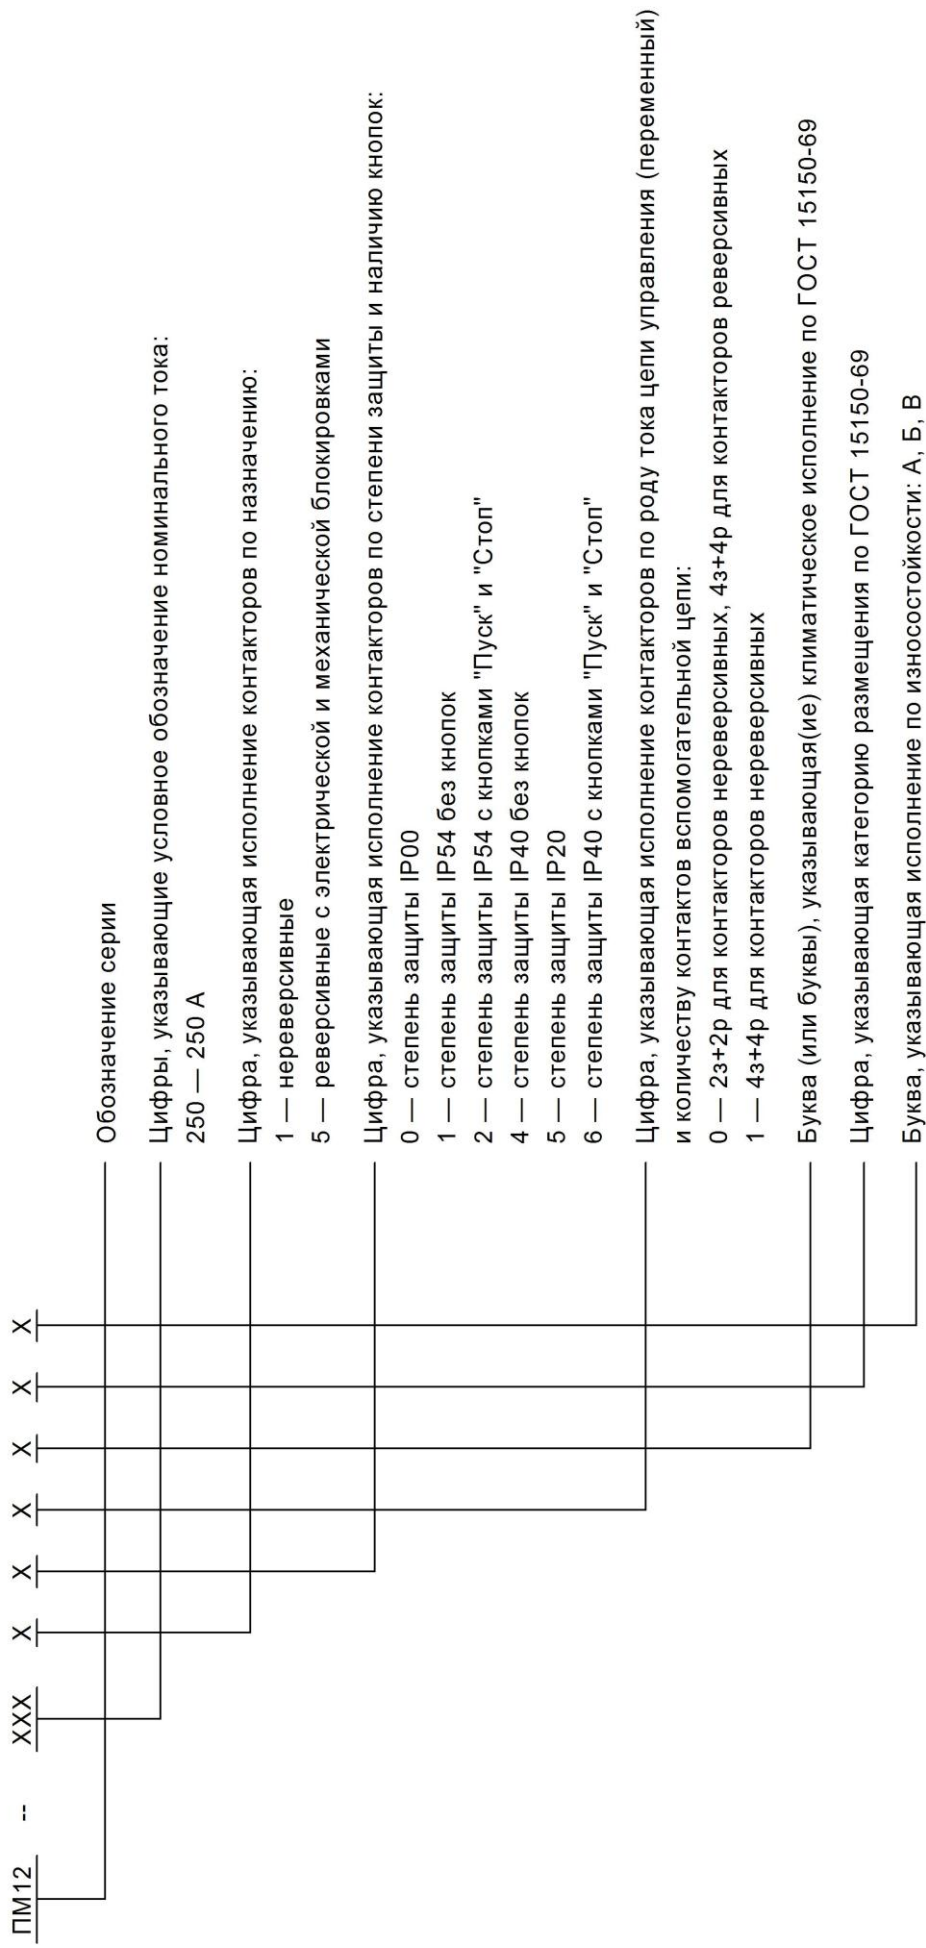 ПМ12 -- XXX X X X X X X
Обозначение серии
Цифры, указывающие условное обозначение номинального тока:
250 — 250 А
Цифра, указывающая исполнение контакторов по назначению:
1 — нереверсивные
5 — реверсивные с электрической и механической блокировками
Цифра, указывающая исполнение контакторов по степени защиты и наличию кнопок:
0 — степень защиты IP00
1 — степень защиты IP54 без кнопок
2 — степень защиты IP54 с кнопками "Пуск" и "Стоп"
4 — степень защиты IP40 без кнопок
5 — степень защиты IP20
6 — степень защиты IP40 с кнопками "Пуск" и "Стоп"
Цифра, указывающая исполнение контакторов по роду тока цепи управления (переменный)
и количеству контактов вспомогательной цепи:
0 — 2з+2р для контакторов нереверсивных, 4з+4р для контакторов реверсивных
1 — 4з+4р для контакторов нереверсивных
Буква (или буквы), указывающая(ие) климатическое исполнение по ГОСТ 15150-69
Цифра, указывающая категорию размещения по ГОСТ 15150-69
Буква, указывающая исполнение по износостойкости: А, Б, В